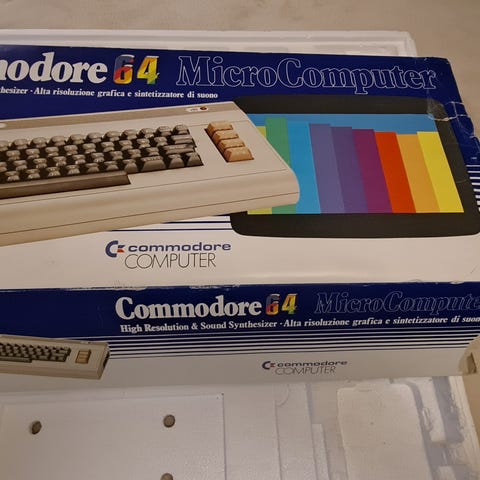 modore 64 MicroComputer
hesizer · Alta risoluzione grafica e sintetizzatore di suono
commodore
COMPUTER
Commodore 64 MicroCompute
High Resolution & Sound Synthesizer · Alta risoluzione grafica e sintetizzatore di suono
commodore
COMPUTER